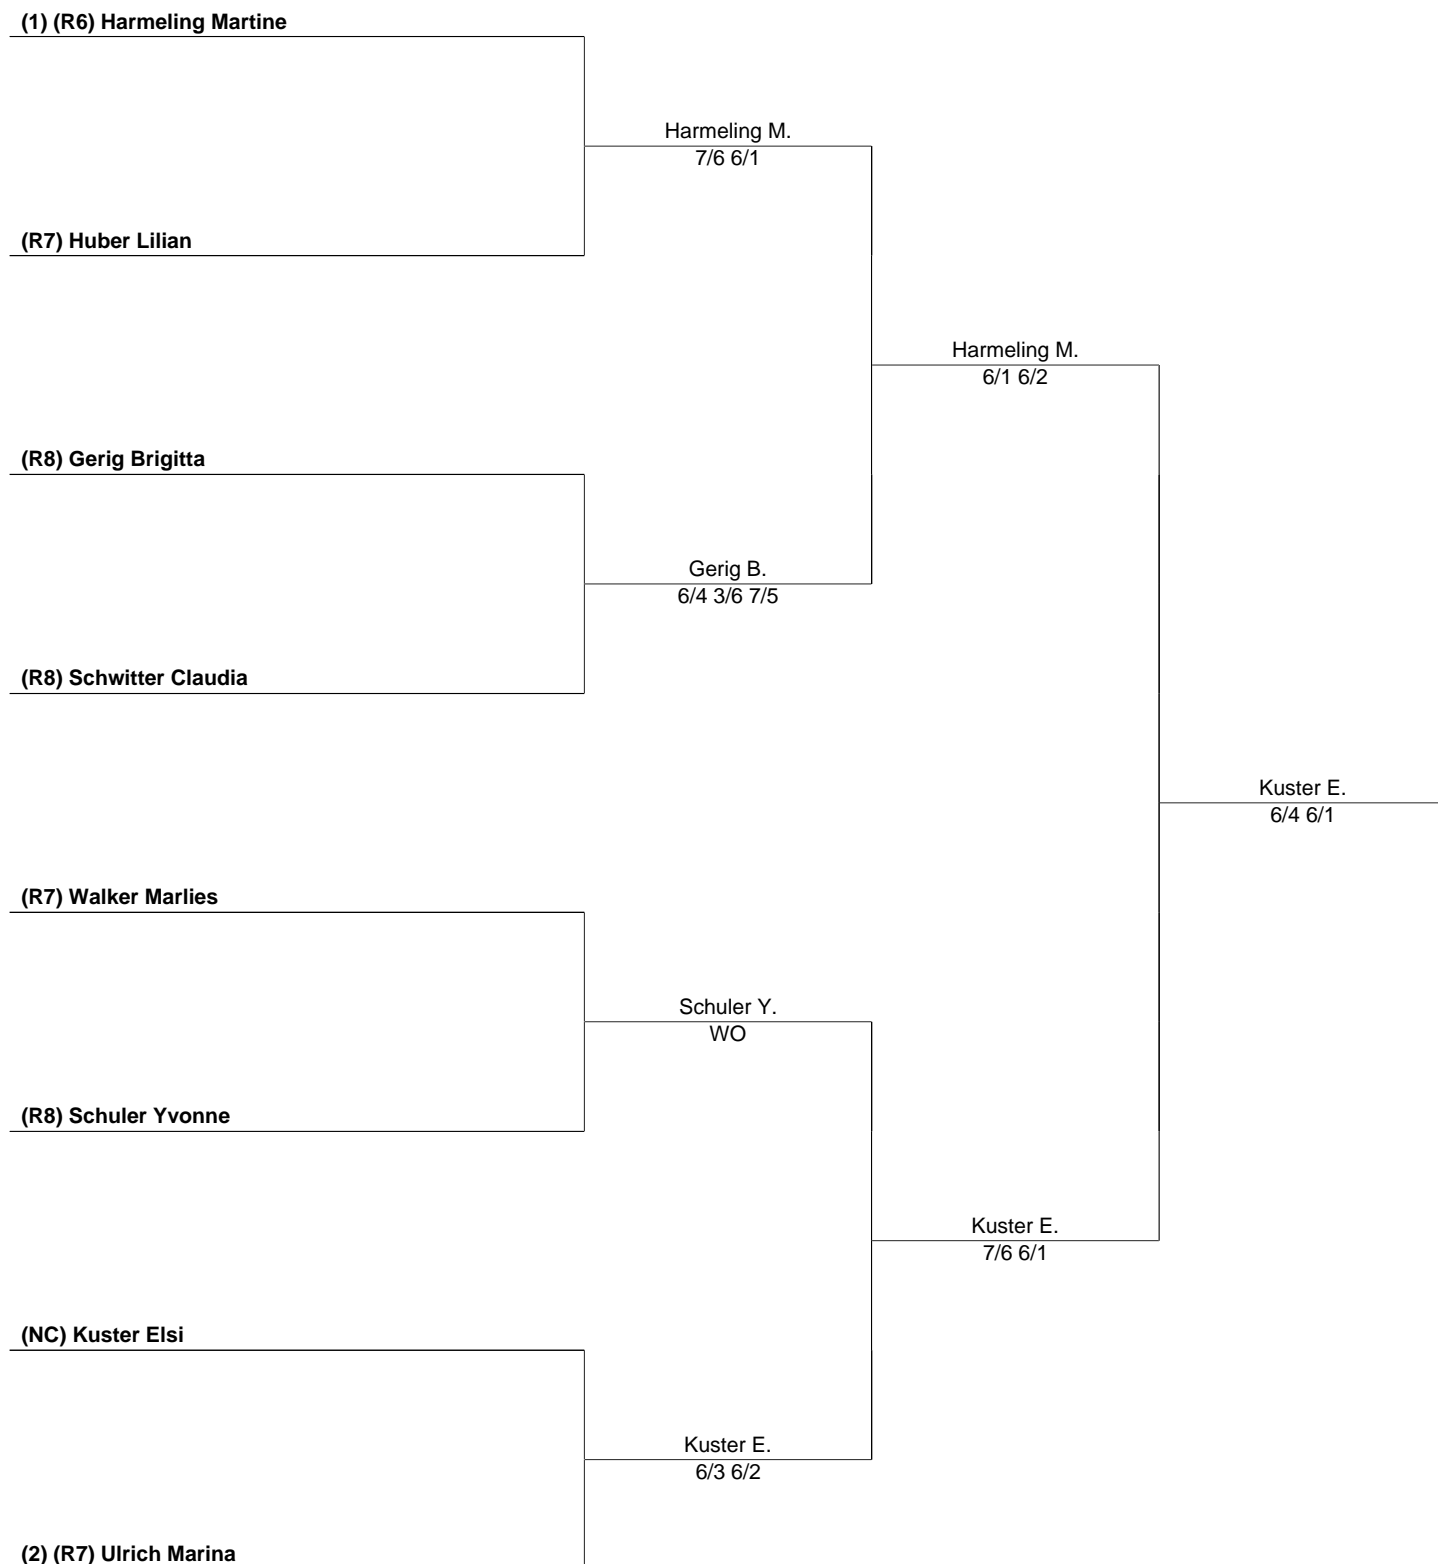 (1) (R6) Harmeling Martine
Harmeling M.
7/6 6/1
(R7) Huber Lilian
Harmeling M.
6/1 6/2
(R8) Gerig Brigitta
Gerig B.
6/4 3/6 7/5
(R8) Schwitter Claudia
Kuster E.
6/4 6/1
(R7) Walker Marlies
Schuler Y.
WO
(R8) Schuler Yvonne
Kuster E.
7/6 6/1
(NC) Kuster Elsi
Kuster E.
6/3 6/2
(2) (R7) Ulrich Marina